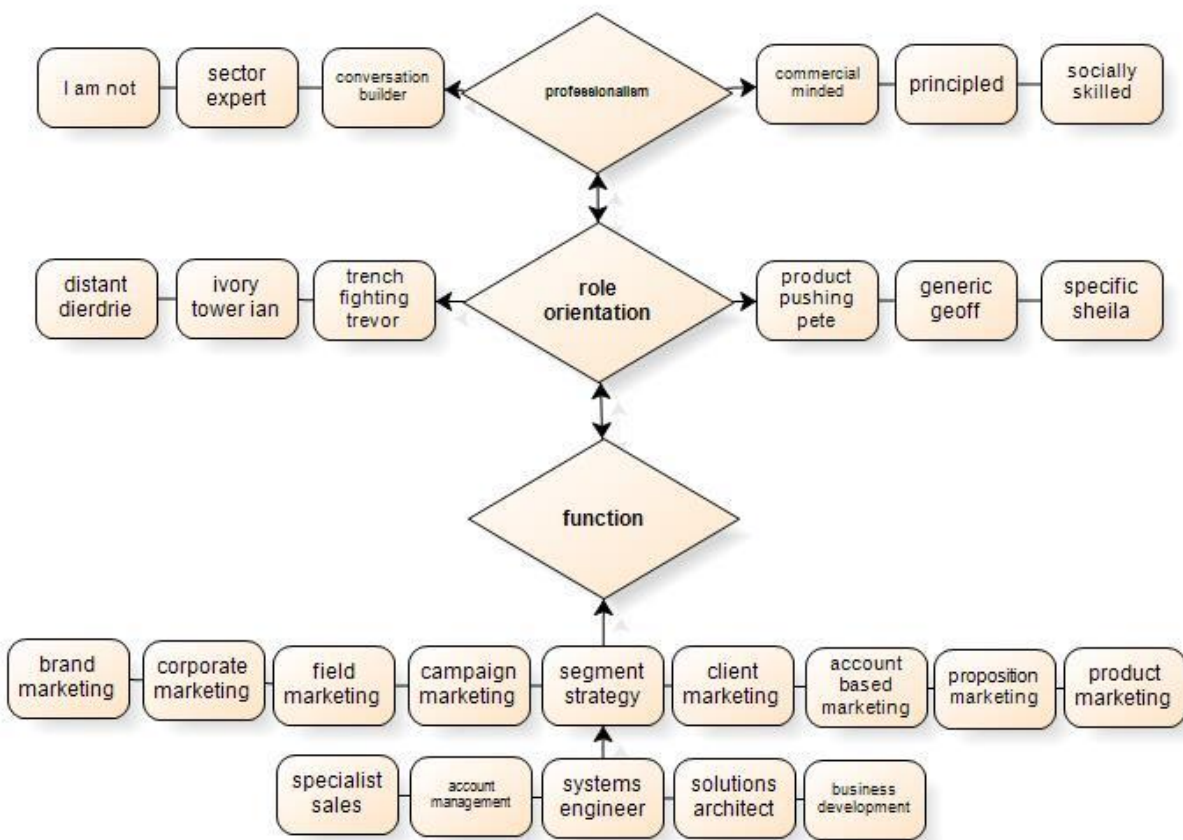 I am not
sector
expert
conversation
builder
professionalism
commercial
minded
principled
socially
skilled
distant
dierdrie
ivory
tower ian
trench
fighting
trevor
role
orientation
product
pushing
pete
generic
geoff
specific
sheila
function
brand
marketing
corporate
marketing
field
marketing
campaign
marketing
segment
strategy
client
marketing
account
based
marketing
proposition
marketing
product
marketing
specialist
sales
account
management
systems
engineer
solutions
architect
business
development